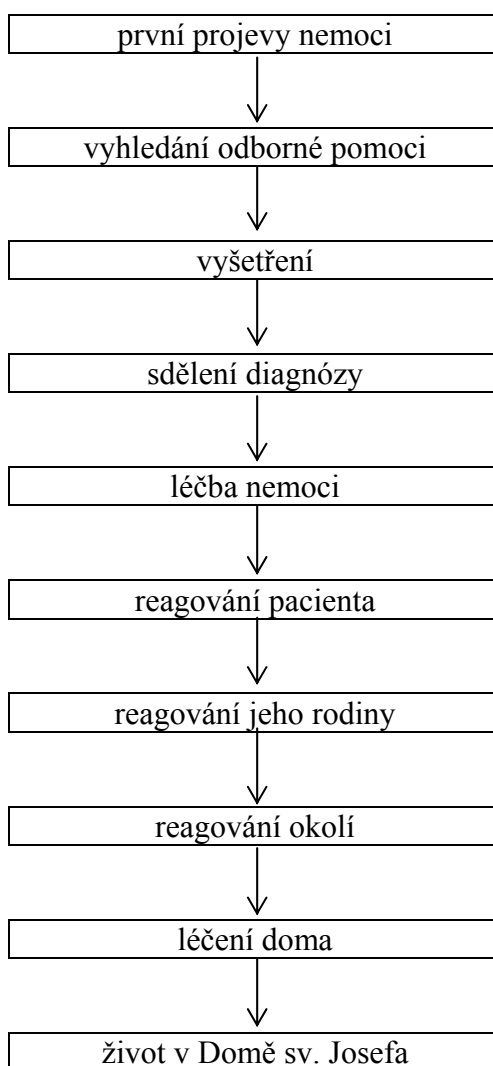 první projevy nemoci
vyhledání odborné pomoci
vyšetření
sdělení diagnózy
léčba nemoci
reagování pacienta
reagování jeho rodiny
reagování okolí
léčení doma
život v Domě sv. Josefa